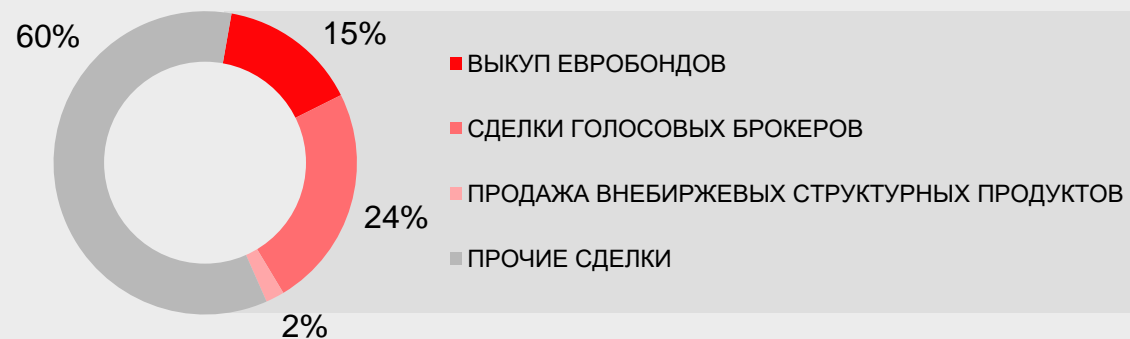 60%
15%
ВЫКУП ЕВРОБОНДОВ
СДЕЛКИ ГОЛОСОВЫХ БРОКЕРОВ
ПРОДАЖА ВНЕБИРЖЕВЫХ СТРУКТУРНЫХ ПРОДУКТОВ
24%
ПРОЧИЕ СДЕЛКИ
2%